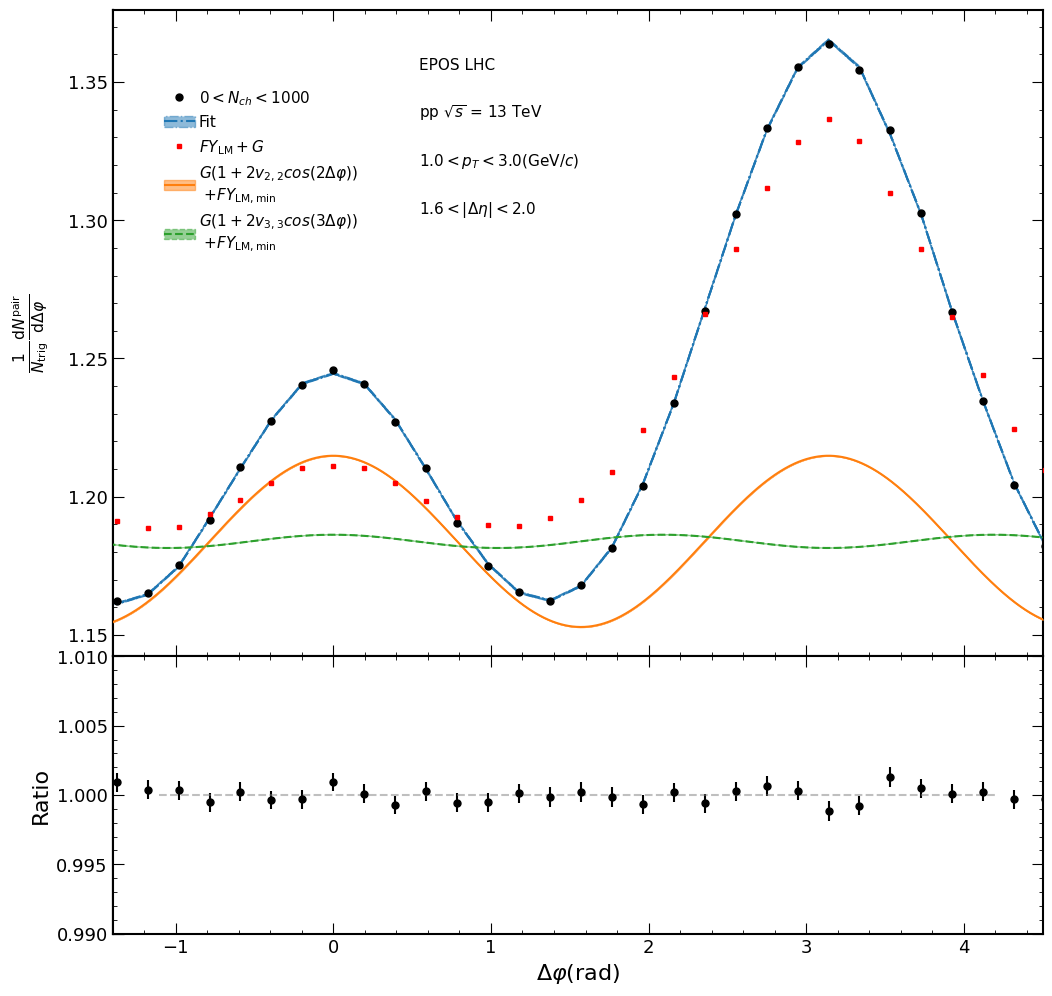 EPOS LHC
pp √s = 13 TeV
1.0 < p_T < 3.0(GeV/c)
1.6 < |Δη| < 2.0
0 < N_ch < 1000
Fit
FY_LM + G
G(1 + 2v_2,2cos(2Δφ))
+FY_LM,min
G(1 + 2v_3,3cos(3Δφ))
+FY_LM,min
1/N_trig dN^pair/dΔφ
1.35
1.30
1.25
1.20
1.15
1.010
1.005
1.000
0.995
0.990
Ratio
−1 0 1 2 3 4
Δφ(rad)